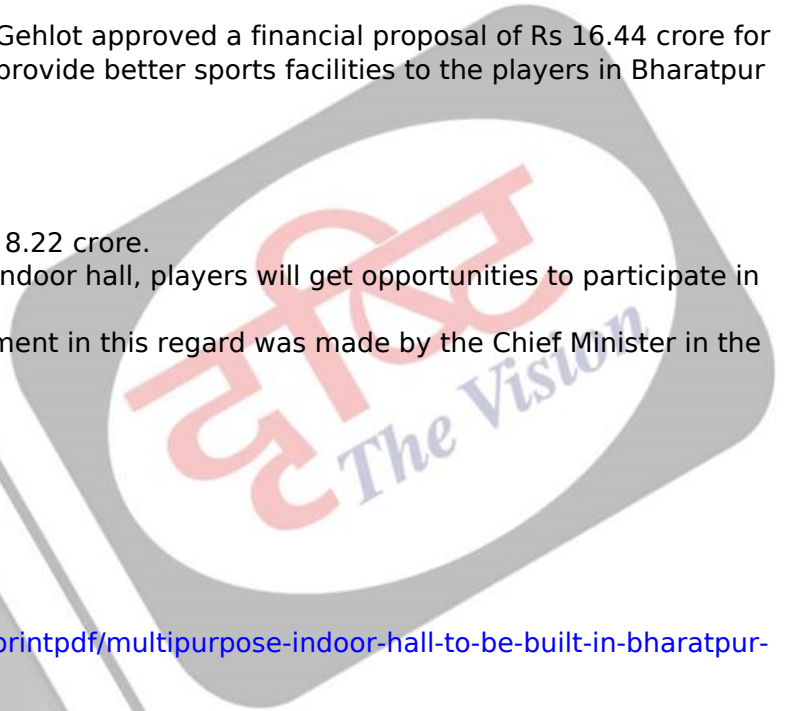 Gehlot approved a financial proposal of Rs 16.44 crore for
provide better sports facilities to the players in Bharatpur
8.22 crore.
ndoor hall, players will get opportunities to participate in
ment in this regard was made by the Chief Minister in the
दृष्टि
The Vision
printpdf/multipurpose-indoor-hall-to-be-built-in-bharatpur-